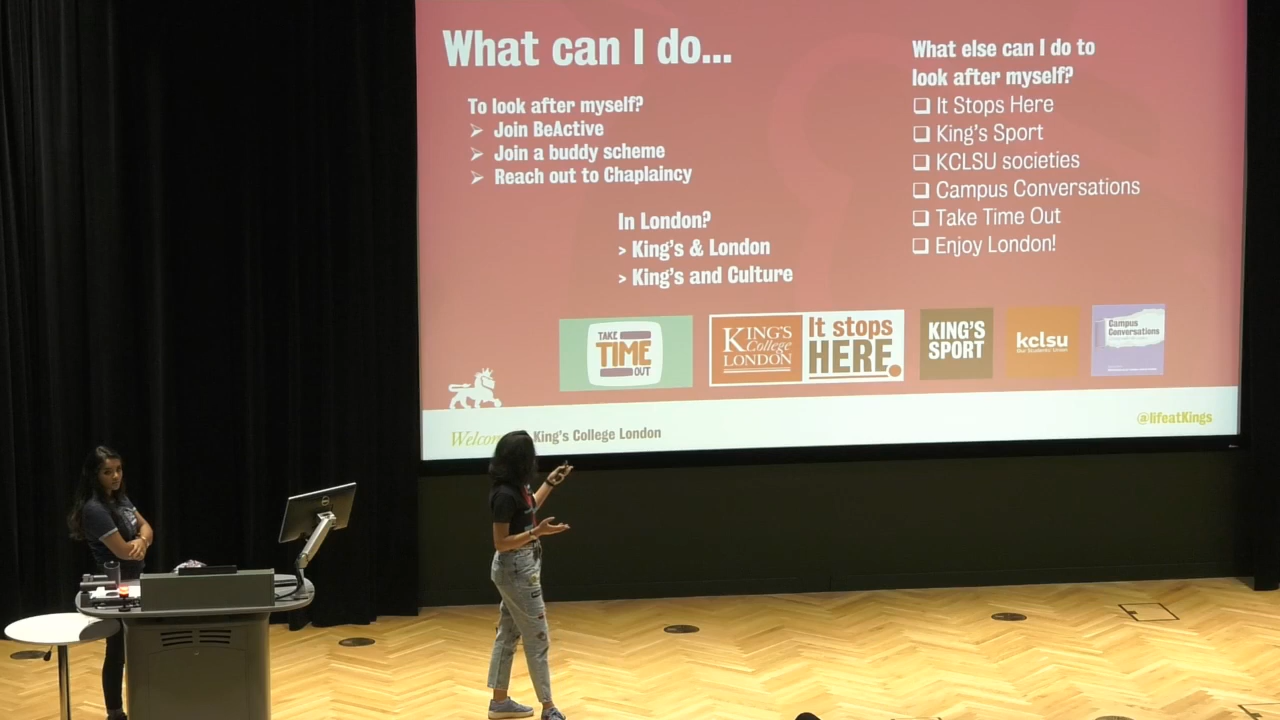 What can I do...
To look after myself?
➢ Join BeActive
➢ Join a buddy scheme
➢ Reach out to Chaplaincy
In London?
> King's & London
> King's and Culture
What else can I do to
look after myself?
❑ It Stops Here
❑ King's Sport
❑ KCLSU societies
❑ Campus Conversations
❑ Take Time Out
❑ Enjoy London!
TAKE
TIME
OUT
KING'S
College
LONDON
It stops
HERE.
KING'S
SPORT
kclsu
Our Students' Union
Campus
Conversations
King's College London
@lifeatKings